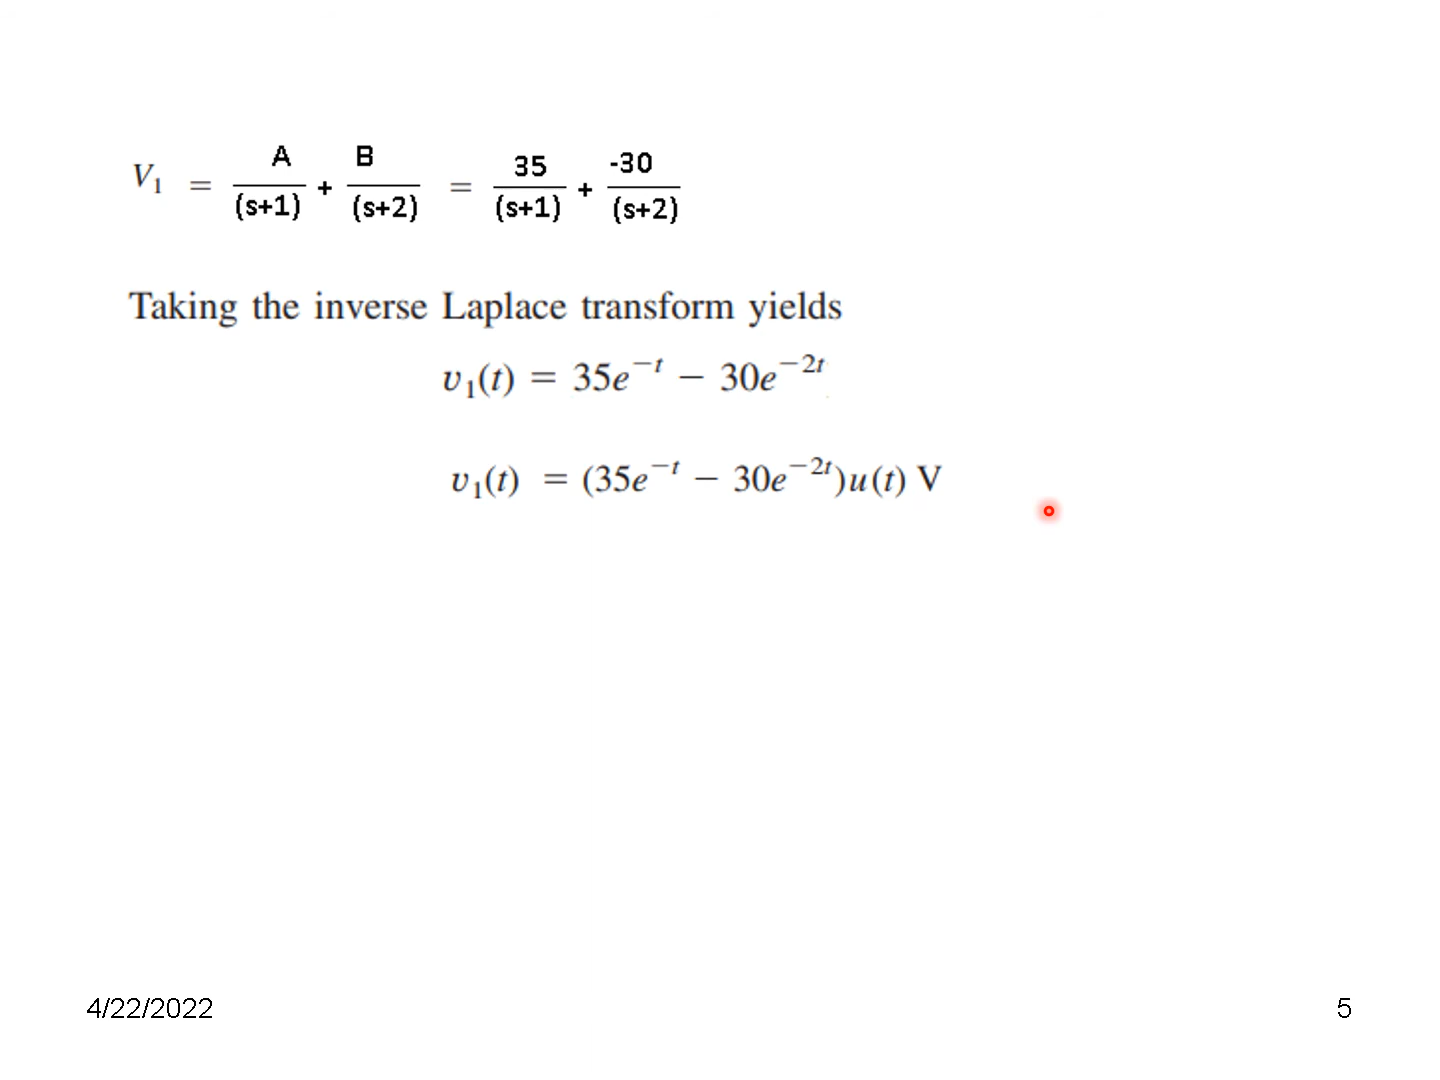 V₁ = A/(s+1) + B/(s+2) = 35/(s+1) + -30/(s+2)
Taking the inverse Laplace transform yields
v₁(t) = 35e⁻ᵗ − 30e⁻²ᵗ
v₁(t) = (35e⁻ᵗ − 30e⁻²ᵗ)u(t) V
4/22/2022
5